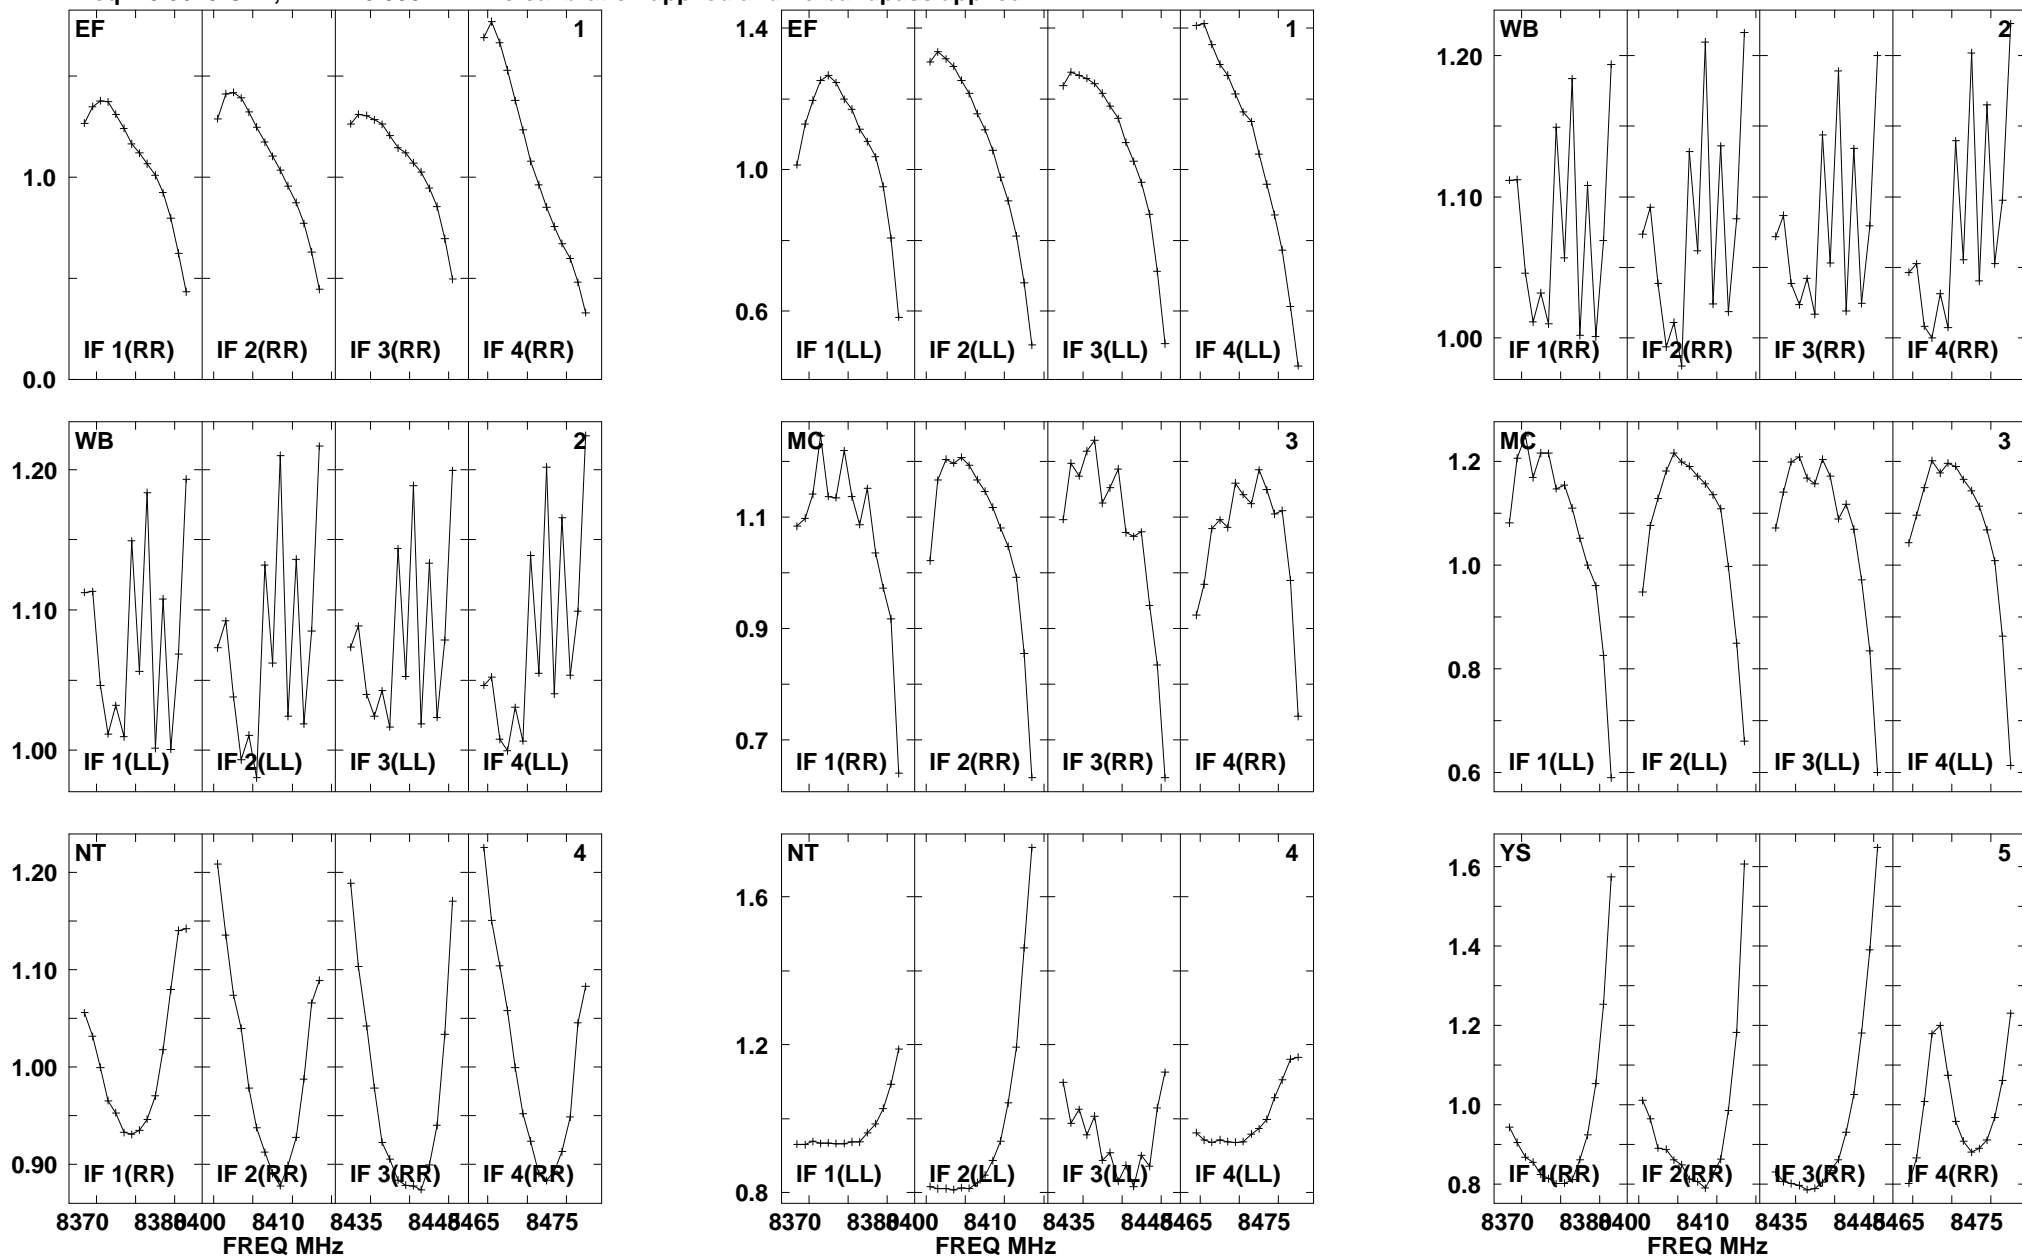 EF 1
EF 1
WB 2
1.4
1.20
1.0
1.0
1.10
0.6
1.00
IF 1(RR) IF 2(RR) IF 3(RR) IF 4(RR)
IF 1(LL) IF 2(LL) IF 3(LL) IF 4(LL)
IF 1(RR) IF 2(RR) IF 3(RR) IF 4(RR)
0.0
WB 2
MC 3
MC 3
1.20
1.2
1.1
1.10
1.0
0.9
0.8
1.00
0.7
0.6
IF 1(LL) IF 2(LL) IF 3(LL) IF 4(LL)
IF 1(RR) IF 2(RR) IF 3(RR) IF 4(RR)
IF 1(LL) IF 2(LL) IF 3(LL) IF 4(LL)
NT 4
NT 4
YS 5
1.20
1.6
1.6
1.4
1.10
1.2
1.2
1.00
1.0
0.90
0.8
0.8
IF 1(RR) IF 2(RR) IF 3(RR) IF 4(RR)
IF 1(LL) IF 2(LL) IF 3(LL) IF 4(LL)
IF 1(RR) IF 2(RR) IF 3(RR) IF 4(RR)
8370 8380 8400 8410 8435 8445 8465 8475
8370 8380 8400 8410 8435 8445 8465 8475
8370 8380 8400 8410 8435 8445 8465 8475
FREQ MHz
FREQ MHz
FREQ MHz